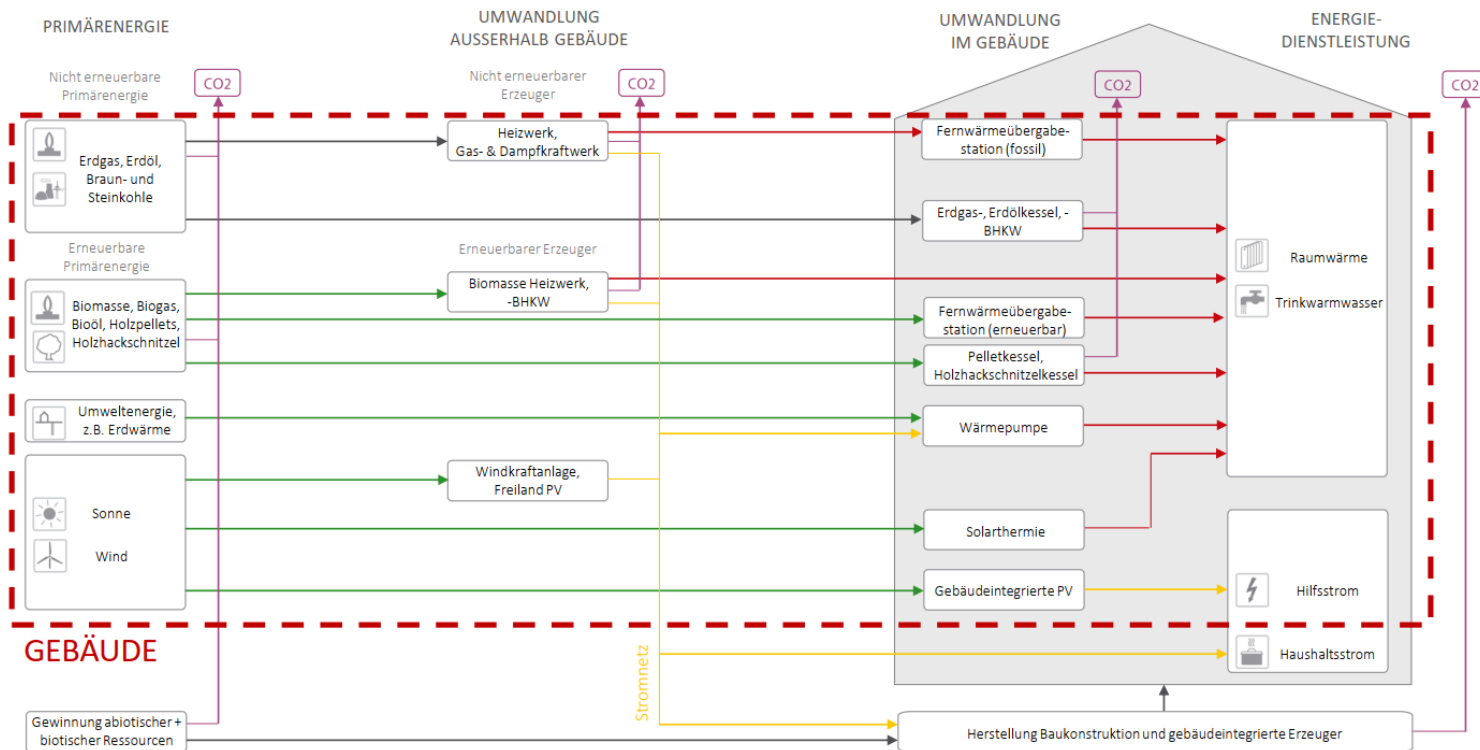 PRIMÄRENERGIE
UMWANDLUNG
AUSSERHALB GEBÄUDE
UMWANDLUNG
IM GEBÄUDE
ENERGIE-
DIENSTLEISTUNG
Nicht erneuerbare
Primärenergie
CO2
Nicht erneuerbarer
Erzeuger
CO2
CO2
CO2
Erdgas, Erdöl,
Braun- und
Steinkohle
Heizwerk,
Gas- & Dampfkraftwerk
Fernwärmeübergabe-
station (fossil)
Erdgas-, Erdölkessel, -
BHKW
Raumwärme
Trinkwarmwasser
Erneuerbare
Primärenergie
Erneuerbarer Erzeuger
Biomasse, Biogas,
Bioöl, Holzpellets,
Holzhackschnitzel
Biomasse Heizwerk,
-BHKW
Fernwärmeübergabe-
station (erneuerbar)
Pelletkessel,
Holzhackschnitzelkessel
Umweltenergie,
z.B. Erdwärme
Wärmepumpe
Sonne
Wind
Windkraftanlage,
Freiland PV
Solarthermie
Gebäudeintegrierte PV
Hilfsstrom
Haushaltsstrom
GEBÄUDE
Stromnetz
Gewinnung abiotischer +
biotischer Ressourcen
Herstellung Baukonstruktion und gebäudeintegrierte Erzeuger